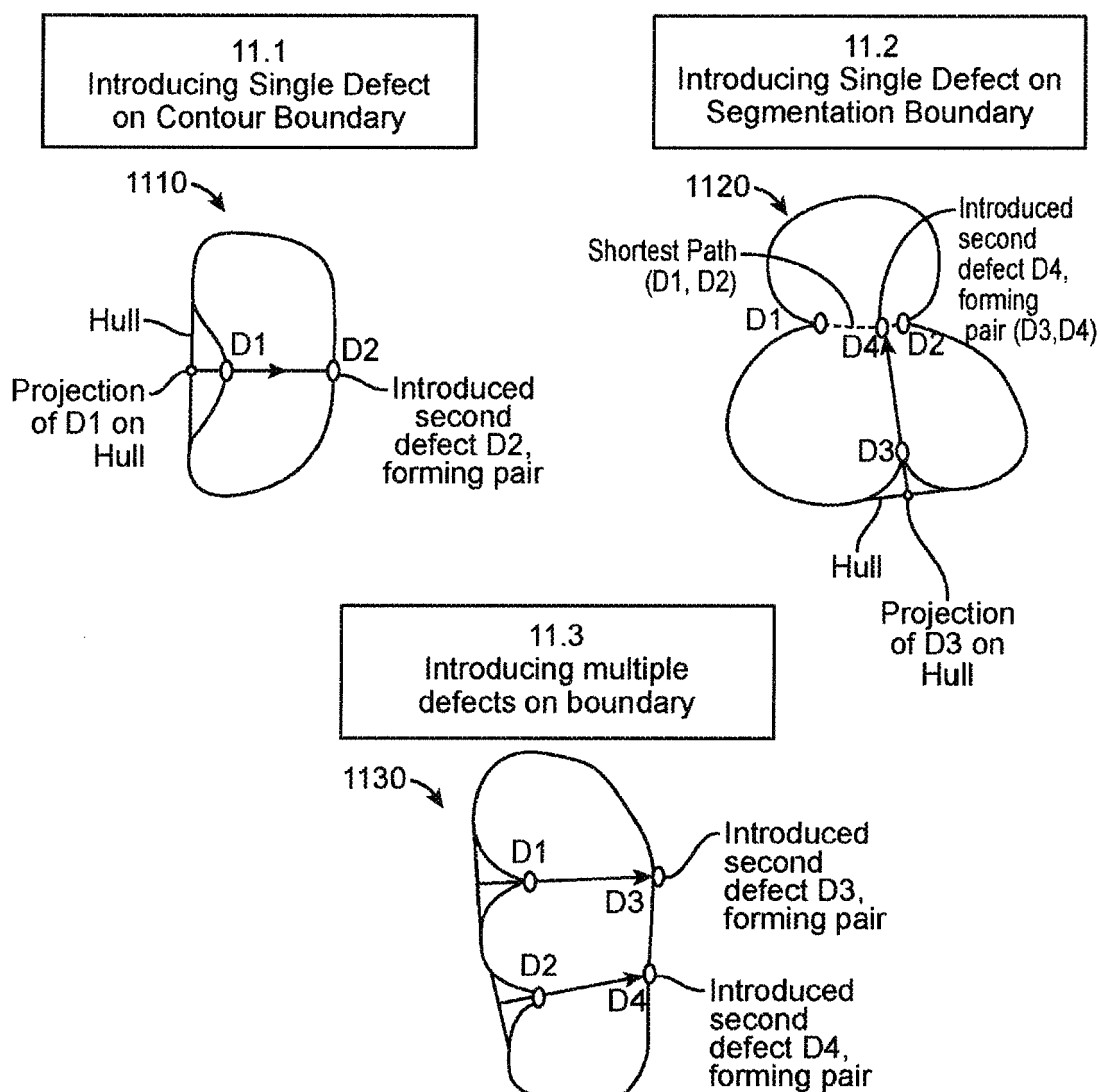 11.1
Introducing Single Defect
on Contour Boundary
11.2
Introducing Single Defect on
Segmentation Boundary
1110
Hull
D1
D2
Projection
of D1 on
Hull
Introduced
second
defect D2,
forming pair
1120
Shortest Path
(D1, D2)
Introduced
second
defect D4,
forming
pair (D3,D4)
D1
D4
D2
D3
Hull
Projection
of D3 on
Hull
11.3
Introducing multiple
defects on boundary
1130
D1
D3
Introduced
second
defect D3,
forming pair
D2
D4
Introduced
second
defect D4,
forming pair